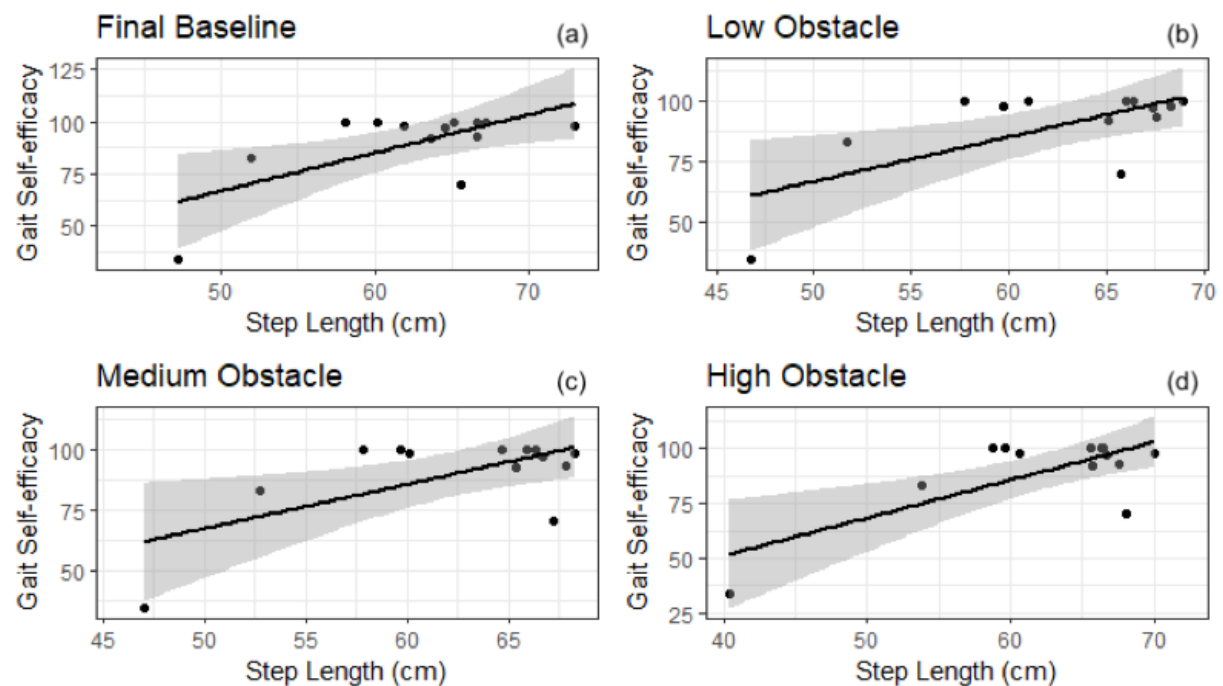 Final Baseline (a)
125
100
75
50
Gait Self-efficacy
50 60 70
Step Length (cm)
Low Obstacle (b)
100
75
50
Gait Self-efficacy
45 50 55 60 65 70
Step Length (cm)
Medium Obstacle (c)
100
75
50
Gait Self-efficacy
45 50 55 60 65
Step Length (cm)
High Obstacle (d)
100
75
50
25
Gait Self-efficacy
40 50 60 70
Step Length (cm)